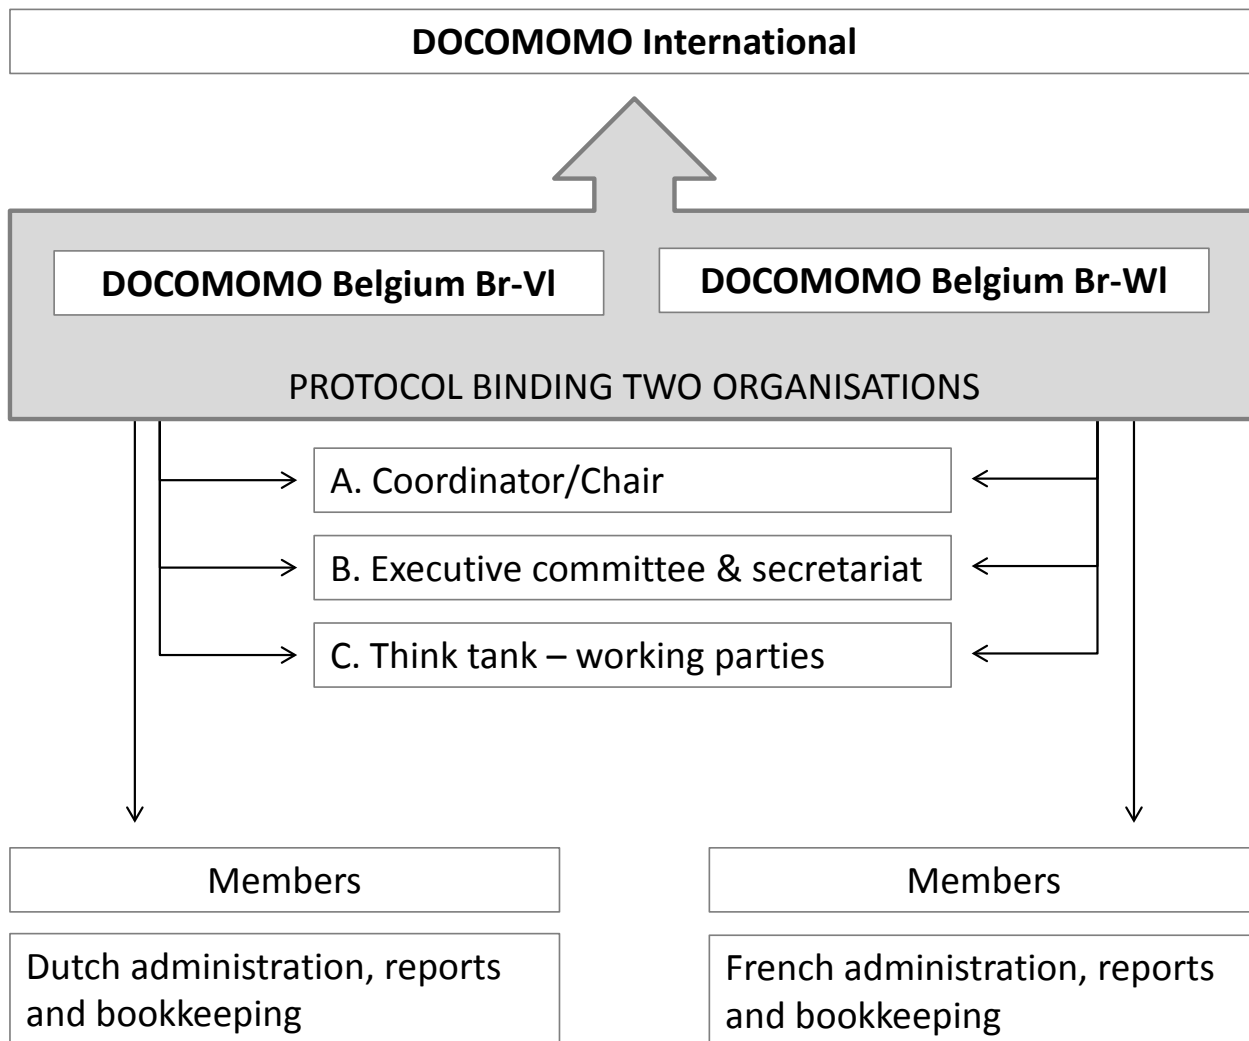 DOCOMOMO International
DOCOMOMO Belgium Br-Vl
DOCOMOMO Belgium Br-Wl
PROTOCOL BINDING TWO ORGANISATIONS
A. Coordinator/Chair
B. Executive committee & secretariat
C. Think tank – working parties
Members
Members
Dutch administration, reports
and bookkeeping
French administration, reports
and bookkeeping